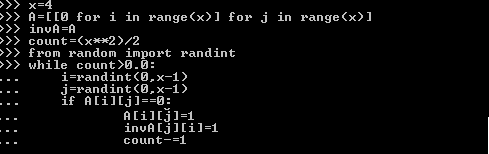 >>> x=4
>>> A=[[0 for i in range(x)] for j in range(x)]
>>> invA=A
>>> count=(x**2)/2
>>> from random import randint
>>> while count>0.0:
...     i=randint(0,x-1)
...     j=randint(0,x-1)
...     if A[i][j]==0:
...             A[i][j]=1
...             invA[j][i]=1
...             count-=1